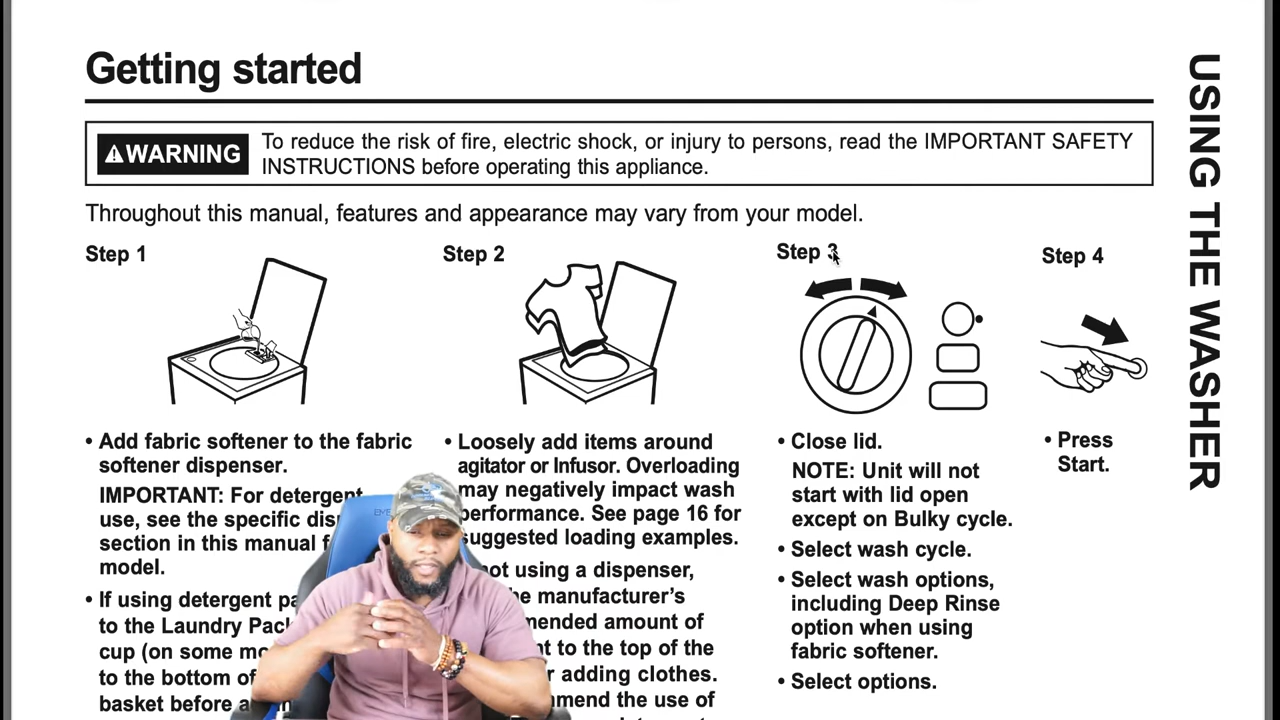 Getting started
USING THE WASHER
⚠WARNING
To reduce the risk of fire, electric shock, or injury to persons, read the IMPORTANT SAFETY
INSTRUCTIONS before operating this appliance.
Throughout this manual, features and appearance may vary from your model.
Step 1
• Add fabric softener to the fabric
softener dispenser.
IMPORTANT: For detergent
use, see the specific
section in this manual
model.
• If using detergent
to the Laundry
cup (on some
to the bottom of
basket before
Step 2
• Loosely add items around
agitator or Infusor. Overloading
may negatively impact wash
performance. See page 16 for
suggested loading examples.
not using a dispenser,
manufacturer's
amount of
to the top of the
adding clothes.
the use of
Step 3
• Close lid.
NOTE: Unit will not
start with lid open
except on Bulky cycle.
• Select wash cycle.
• Select wash options,
including Deep Rinse
option when using
fabric softener.
• Select options.
Step 4
• Press
Start.